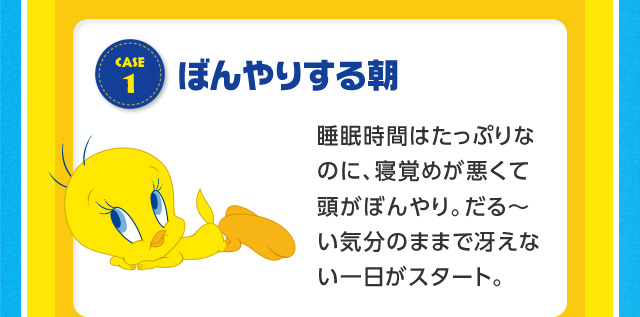 CASE
1
ぼんやりする朝
睡眠時間はたっぷりな
のに、寝覚めが悪くて
頭がぼんやり。だる～
い気分のままで冴えな
い一日がスタート。